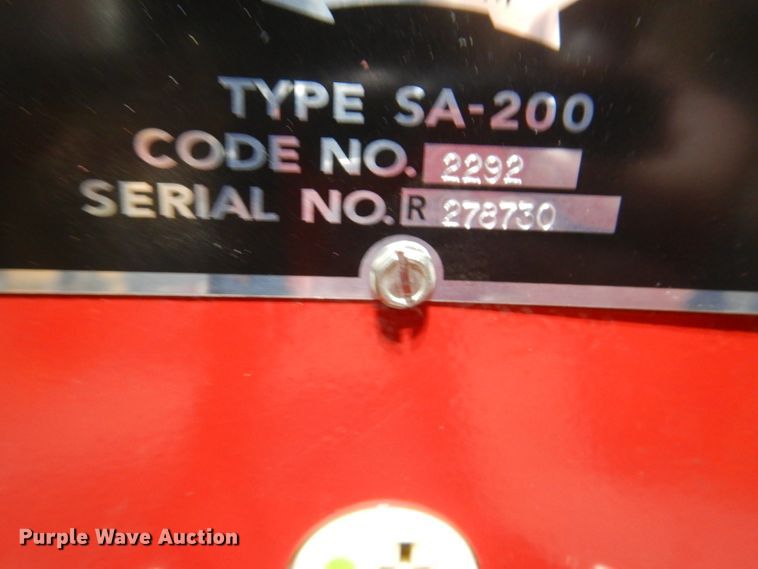 TYPE SA-200
CODE NO. 2292
SERIAL NO. R 278730
Purple Wave Auction